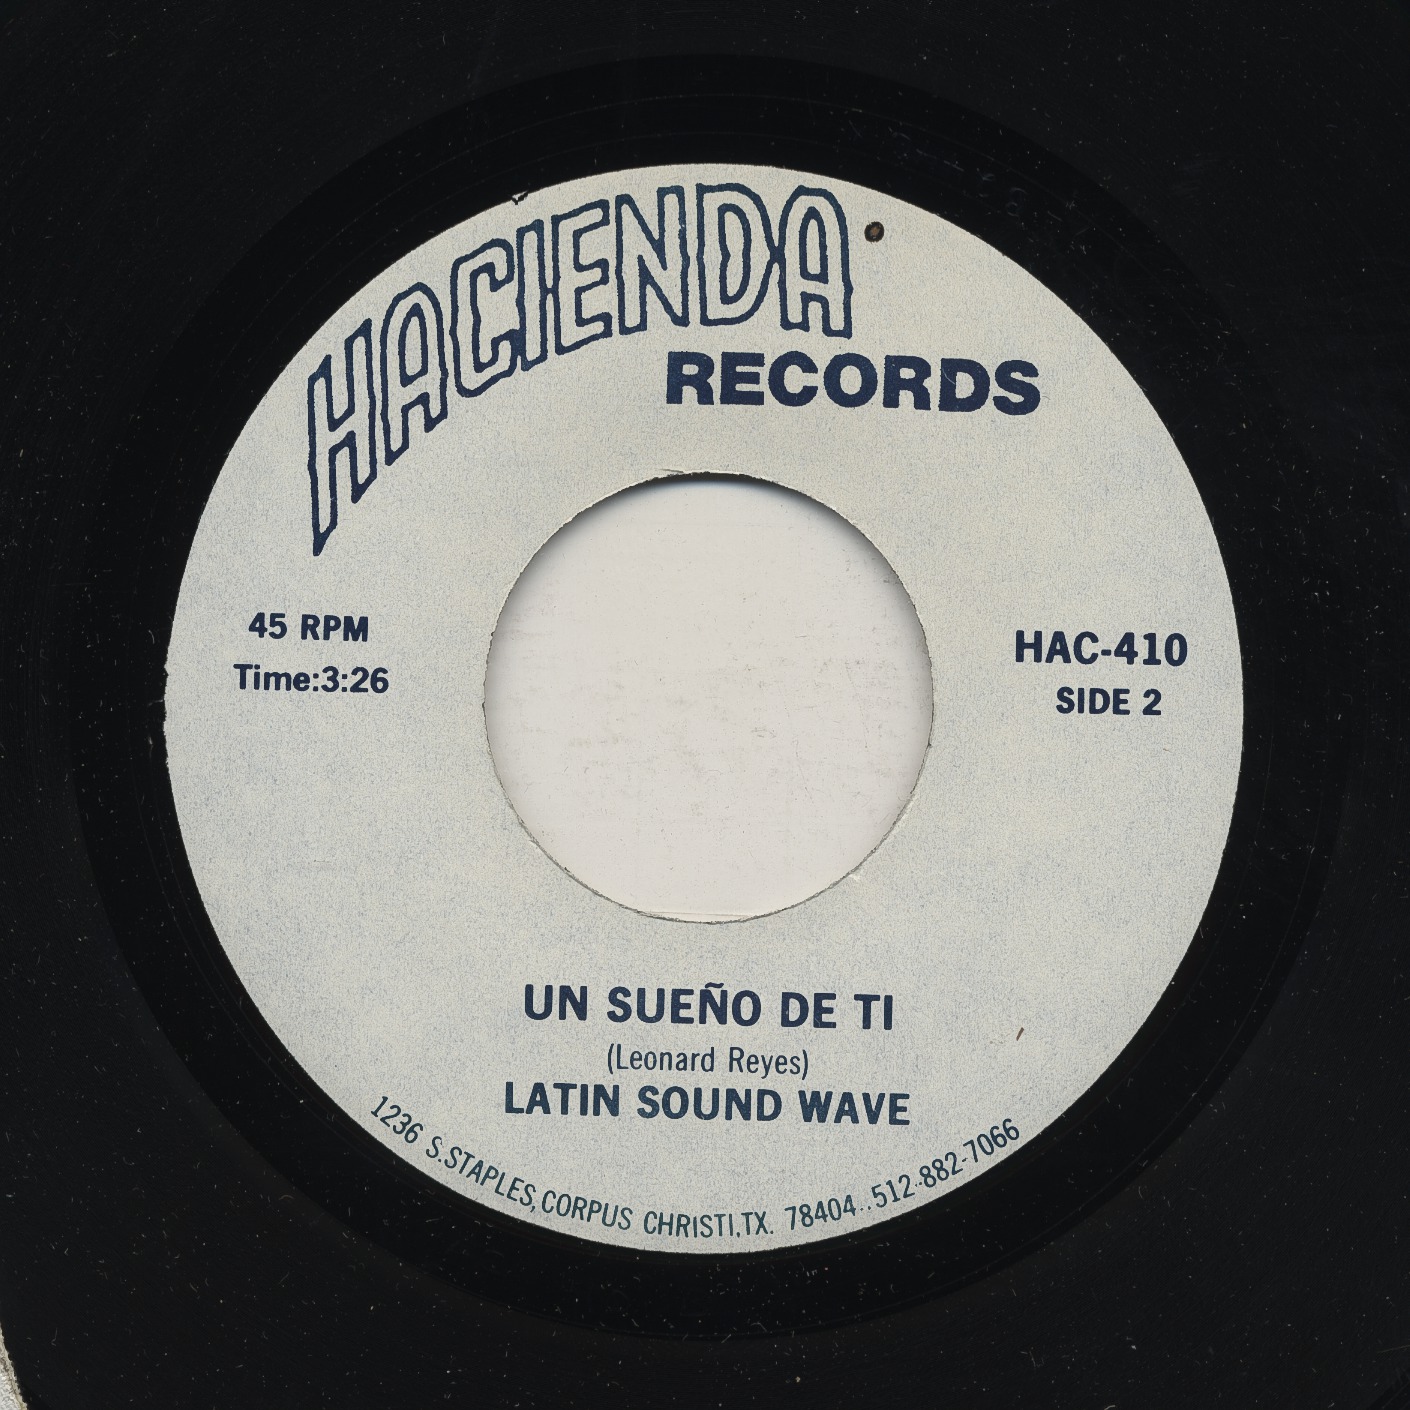 HACIENDA
RECORDS
45 RPM
Time:3:26
HAC-410
SIDE 2
UN SUEÑO DE TI
(Leonard Reyes)
LATIN SOUND WAVE
1236 S.STAPLES,CORPUS CHRISTI,TX. 78404..512-882-7066